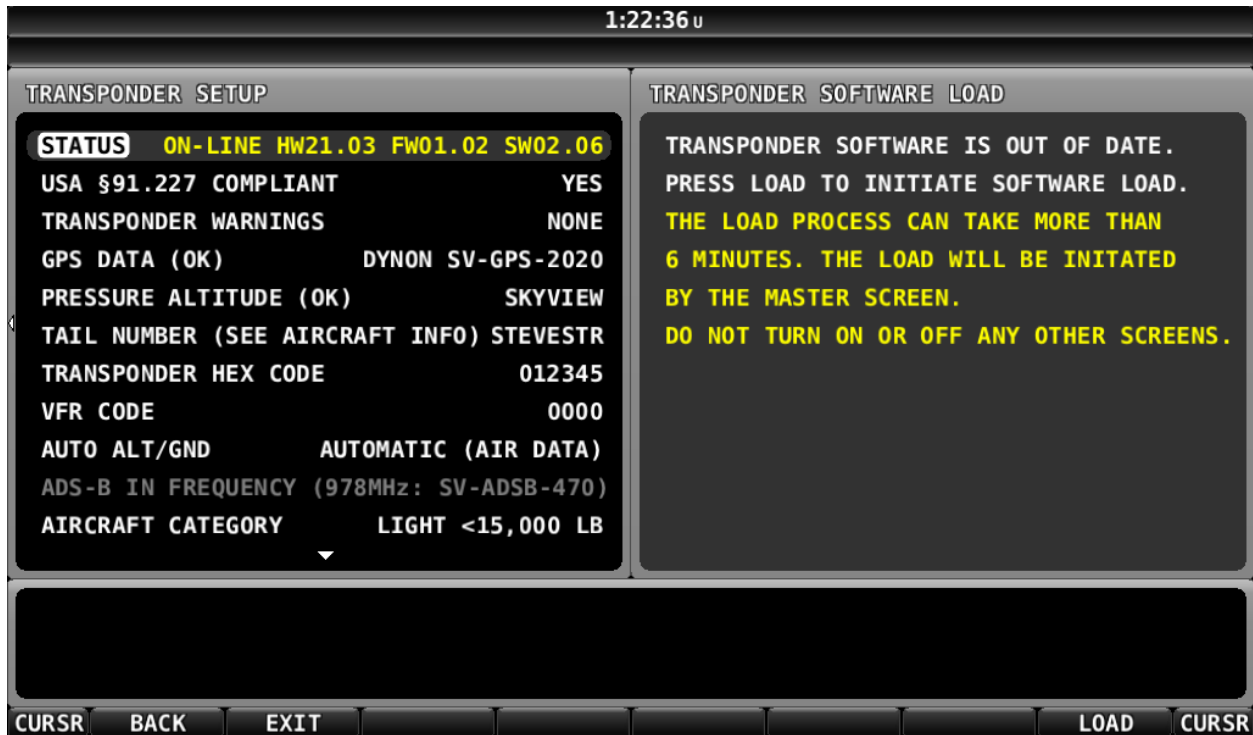 1:22:36 U
TRANSPONDER SETUP
STATUS ON-LINE HW21.03 FW01.02 SW02.06
USA §91.227 COMPLIANT YES
TRANSPONDER WARNINGS NONE
GPS DATA (OK) DYNON SV-GPS-2020
PRESSURE ALTITUDE (OK) SKYVIEW
TAIL NUMBER (SEE AIRCRAFT INFO) STEVESTR
TRANSPONDER HEX CODE 012345
VFR CODE 0000
AUTO ALT/GND AUTOMATIC (AIR DATA)
ADS-B IN FREQUENCY (978MHz: SV-ADSB-470)
AIRCRAFT CATEGORY LIGHT <15,000 LB
TRANSPONDER SOFTWARE LOAD
TRANSPONDER SOFTWARE IS OUT OF DATE.
PRESS LOAD TO INITIATE SOFTWARE LOAD.
THE LOAD PROCESS CAN TAKE MORE THAN
6 MINUTES. THE LOAD WILL BE INITATED
BY THE MASTER SCREEN.
DO NOT TURN ON OR OFF ANY OTHER SCREENS.
CURSR BACK EXIT LOAD CURSR